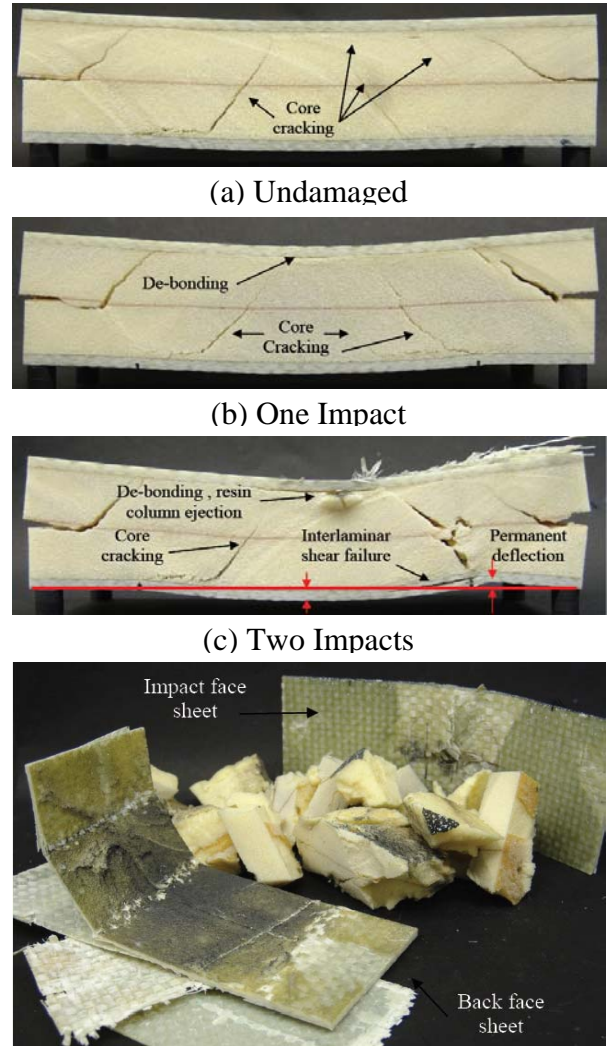 Core
cracking
(a) Undamaged
De-bonding
Core
Cracking
(b) One Impact
De-bonding , resin
column ejection
Core
cracking
Interlaminar
shear failure
Permanent
deflection
(c) Two Impacts
Impact face
sheet
Back face
sheet